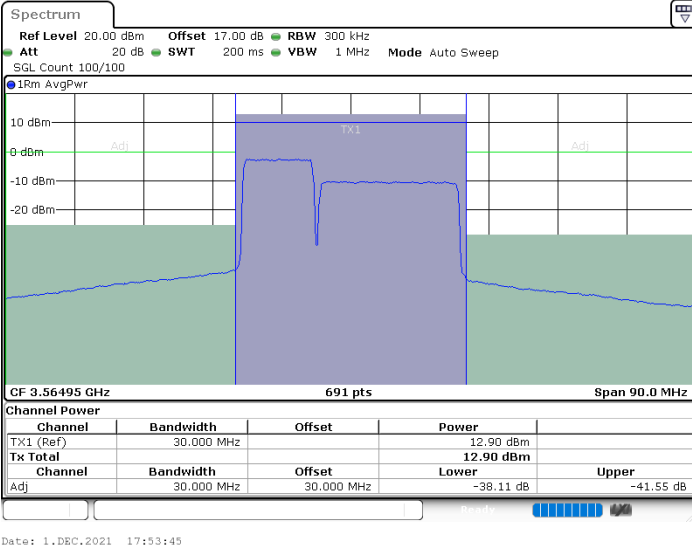 Spectrum
Ref Level 20.00 dBm Offset 17.00 dB RBW 300 kHz
Att 20 dB SWT 200 ms VBW 1 MHz Mode Auto Sweep
SGL Count 100/100
1Rm AvgPwr
10 dBm
TX1
Adj Adj
0 dBm
-10 dBm
-20 dBm
CF 3.56495 GHz 691 pts Span 90.0 MHz
Channel Power
Channel Bandwidth Offset Power
TX1 (Ref) 30.000 MHz 12.90 dBm
Tx Total 12.90 dBm
Channel Bandwidth Offset Lower Upper
Adj 30.000 MHz 30.000 MHz -38.11 dB -41.55 dB
Ready
Date: 1.DEC.2021 17:53:45